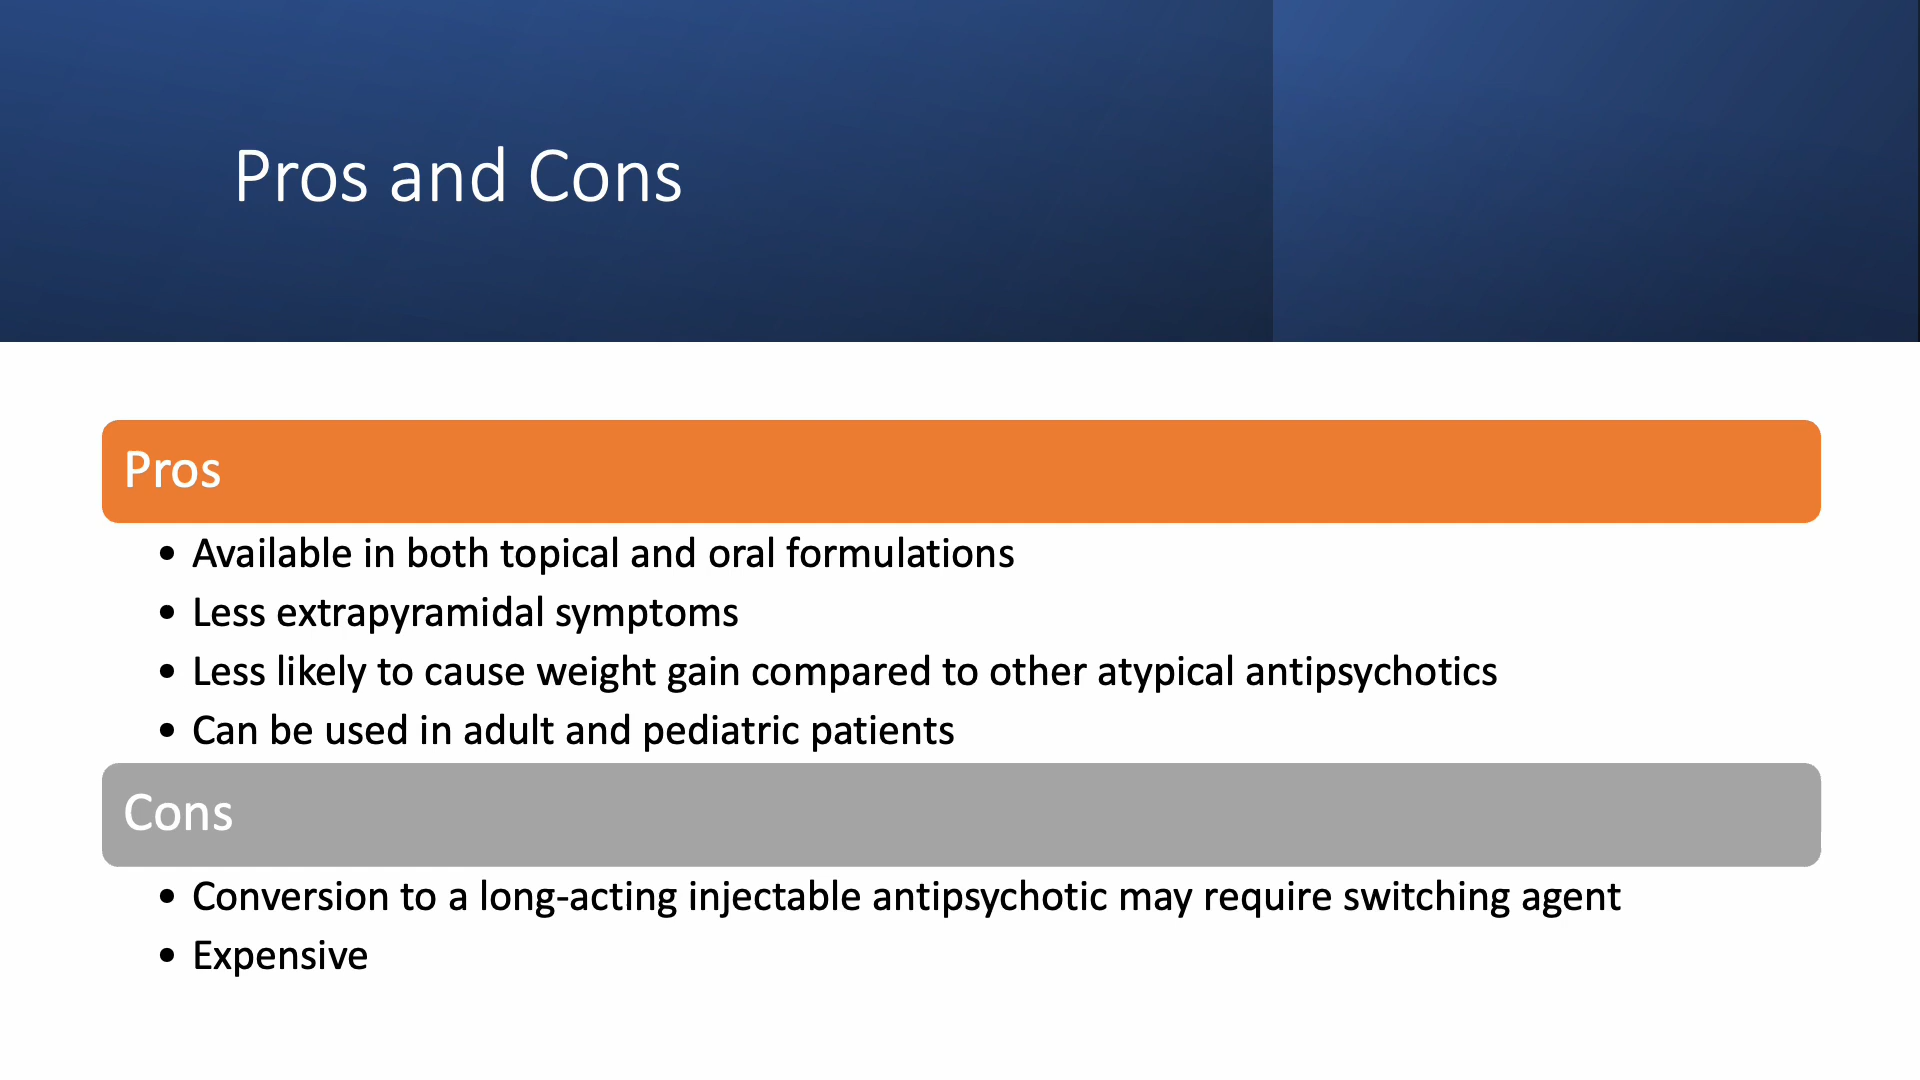 Pros and Cons
Pros
• Available in both topical and oral formulations
• Less extrapyramidal symptoms
• Less likely to cause weight gain compared to other atypical antipsychotics
• Can be used in adult and pediatric patients
Cons
• Conversion to a long-acting injectable antipsychotic may require switching agent
• Expensive